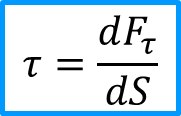 τ = dF_τ / dS